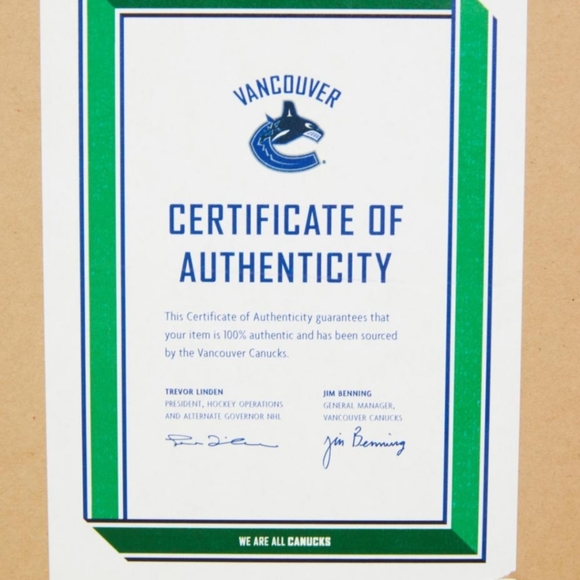 VANCOUVER
CERTIFICATE OF
AUTHENTICITY
This Certificate of Authenticity guarantees that
your item is 100% authentic and has been sourced
by the Vancouver Canucks.
TREVOR LINDEN
PRESIDENT, HOCKEY OPERATIONS
AND ALTERNATE GOVERNOR NHL
JIM BENNING
GENERAL MANAGER,
VANCOUVER CANUCKS
Jim Benning
WE ARE ALL CANUCKS